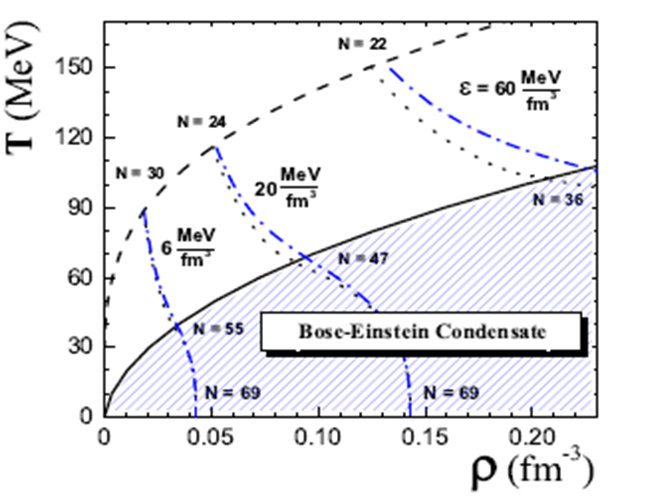 T (MeV)
150
120
90
60
30
0
N = 22
N = 24
N = 30
ε = 60 MeV/fm³
20 MeV/fm³
6 MeV/fm³
N = 36
N = 47
N = 55
Bose-Einstein Condensate
N = 69
N = 69
0
0.05
0.10
0.15
0.20
ρ (fm⁻³)